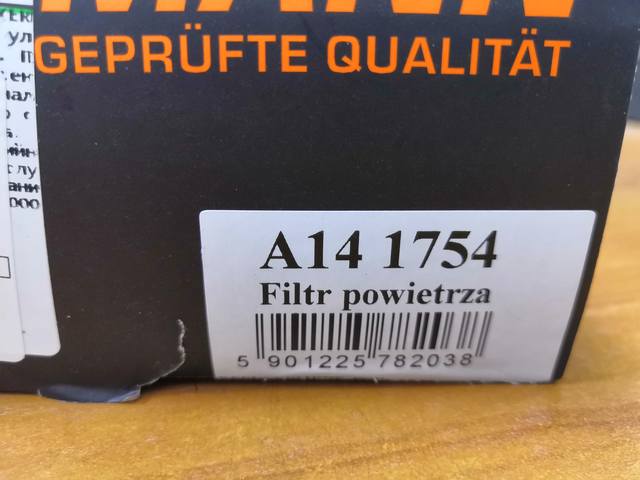 GEPRÜFTE QUALITÄT
A14 1754
Filtr powietrza
5 901225 782038